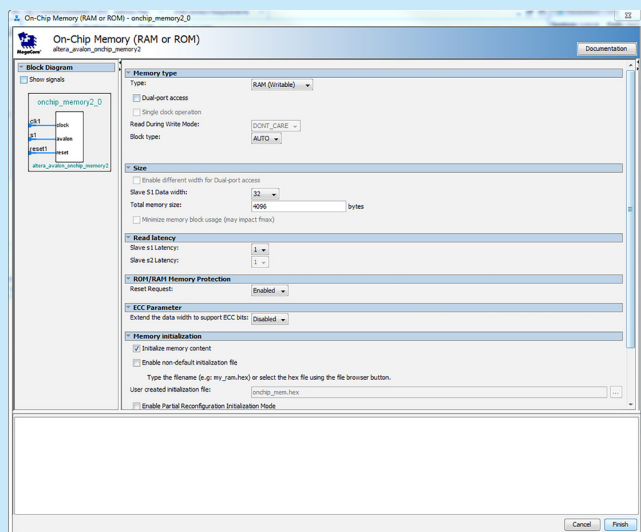 On-Chip Memory (RAM or ROM) - onchip_memory2_0
MegaCore
On-Chip Memory (RAM or ROM)
altera_avalon_onchip_memory2
Documentation
Block Diagram
Show signals
onchip_memory2_0
clk1
clock
s1
avalon
reset1
reset
altera_avalon_onchip_memory2
Memory type
Type: RAM (Writable)
Dual-port access
Single clock operation
Read During Write Mode: DONT_CARE
Block type: AUTO
Size
Enable different width for Dual-port access
Slave S1 Data width: 32
Total memory size: 4096 bytes
Minimize memory block usage (may impact fmax)
Read latency
Slave s1 Latency: 1
Slave s2 Latency: 1
ROM/RAM Memory Protection
Reset Request: Enabled
ECC Parameter
Extend the data width to support ECC bits: Disabled
Memory initialization
Initialize memory content
Enable non-default initialization file
Type the filename (e.g: my_ram.hex) or select the hex file using the file browser button.
User created initialization file: onchip_mem.hex ...
Enable Partial Reconfiguration Initialization Mode
Cancel Finish